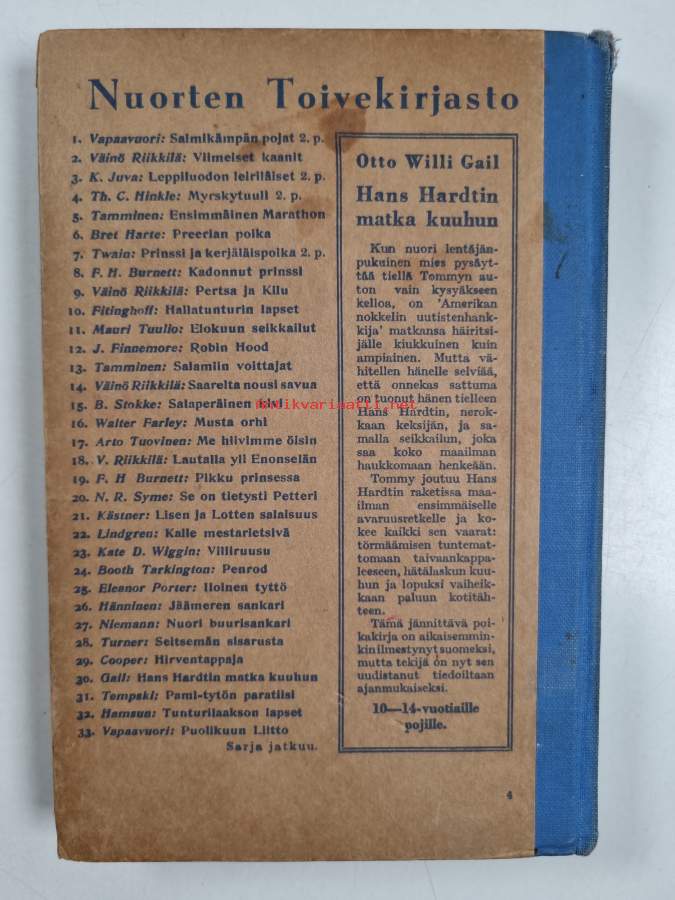 Nuorten Toivekirjasto
1. Vapaavuori: Salmikämpän pojat 2. p.
2. Väinö Riikkilä: Viimeiset kaanit
3. K. Juva: Leppiluodon leiriläiset 2. p.
4. Th. C. Hinkle: Myrskytuuli 2. p.
5. Tamminen: Ensimmäinen Marathon
6. Bret Harte: Preerian poika
7. Twain: Prinssi ja kerjäläispoika 2. p.
8. F. H. Burnett: Kadonnut prinssi
9. Väinö Riikkilä: Pertsa ja Kilu
10. Fitinghoff: Hallatunturin lapset
11. Mauri Tuulio: Elokuun seikkailut
12. J. Finnemore: Robin Hood
13. Tamminen: Salamiin voittajat
14. Väinö Riikkilä: Saarelta nousi savua
15. B. Stokke: Salaperäinen
16. Walter Farley: Musta orhi
17. Arto Tuovinen: Me hiivimme öisin
18. V. Riikkilä: Lautalla yli Enonselän
19. F. H Burnett: Pikku prinsessa
20. N. R. Syme: Se on tietysti Petteri
21. Kästner: Lisen ja Lotten salaisuus
22. Lindgren: Kalle mestarietsivä
23. Kate D. Wiggin: Villiruusu
24. Booth Tarkington: Penrod
25. Eleanor Porter: Iloinen tyttö
26. Hänninen: Jäämeren sankari
27. Niemann: Nuori buurisankari
28. Turner: Seitsemän sisarusta
29. Cooper: Hirventappaja
30. Gail: Hans Hardtin matka kuuhun
31. Tempski: Pami-tytön paratiisi
32. Hamsun: Tunturilaakson lapset
33. Vapaavuori: Puolikuun Liitto
Sarja jatkuu.
Otto Willi Gail
Hans Hardtin
matka kuuhun
Kun nuori lentäjän-
pukuinen mies pysäyt-
tää tiellä Tommyn au-
ton vain kysyäkseen
kelloa, on 'Amerikan
nokkelin uutistenhank-
kija' matkansa häiritsi-
jälle kiukkuinen kuin
ampiainen. Mutta vä-
hitellen hänelle selviää,
että onnekas sattuma
on tuonut hänen tielleen
Hans Hardtin, nerok-
kaan keksijän, ja sa-
malla seikkailun, joka
saa koko maailman
haukkomaan henkeään.
Tommy joutuu Hans
Hardtin raketissa maa-
ilman ensimmäiselle
avaruusretkelle ja ko-
kee kaikki sen vaarat:
törmäämisen tuntemat-
tomaan taivaankappa-
leeseen, hätälaskun kuu-
hun ja lopuksi vaiheik-
kaan paluun kotitäh-
teen.
Tämä jännittävä poi-
kakirja on aikaisemmin-
kin ilmestynyt suomeksi,
mutta tekijä on nyt sen
uudistanut tiedoiltaan
ajanmukaiseksi.
10—14-vuotiaille
pojille.
4
antikvariaatti.net